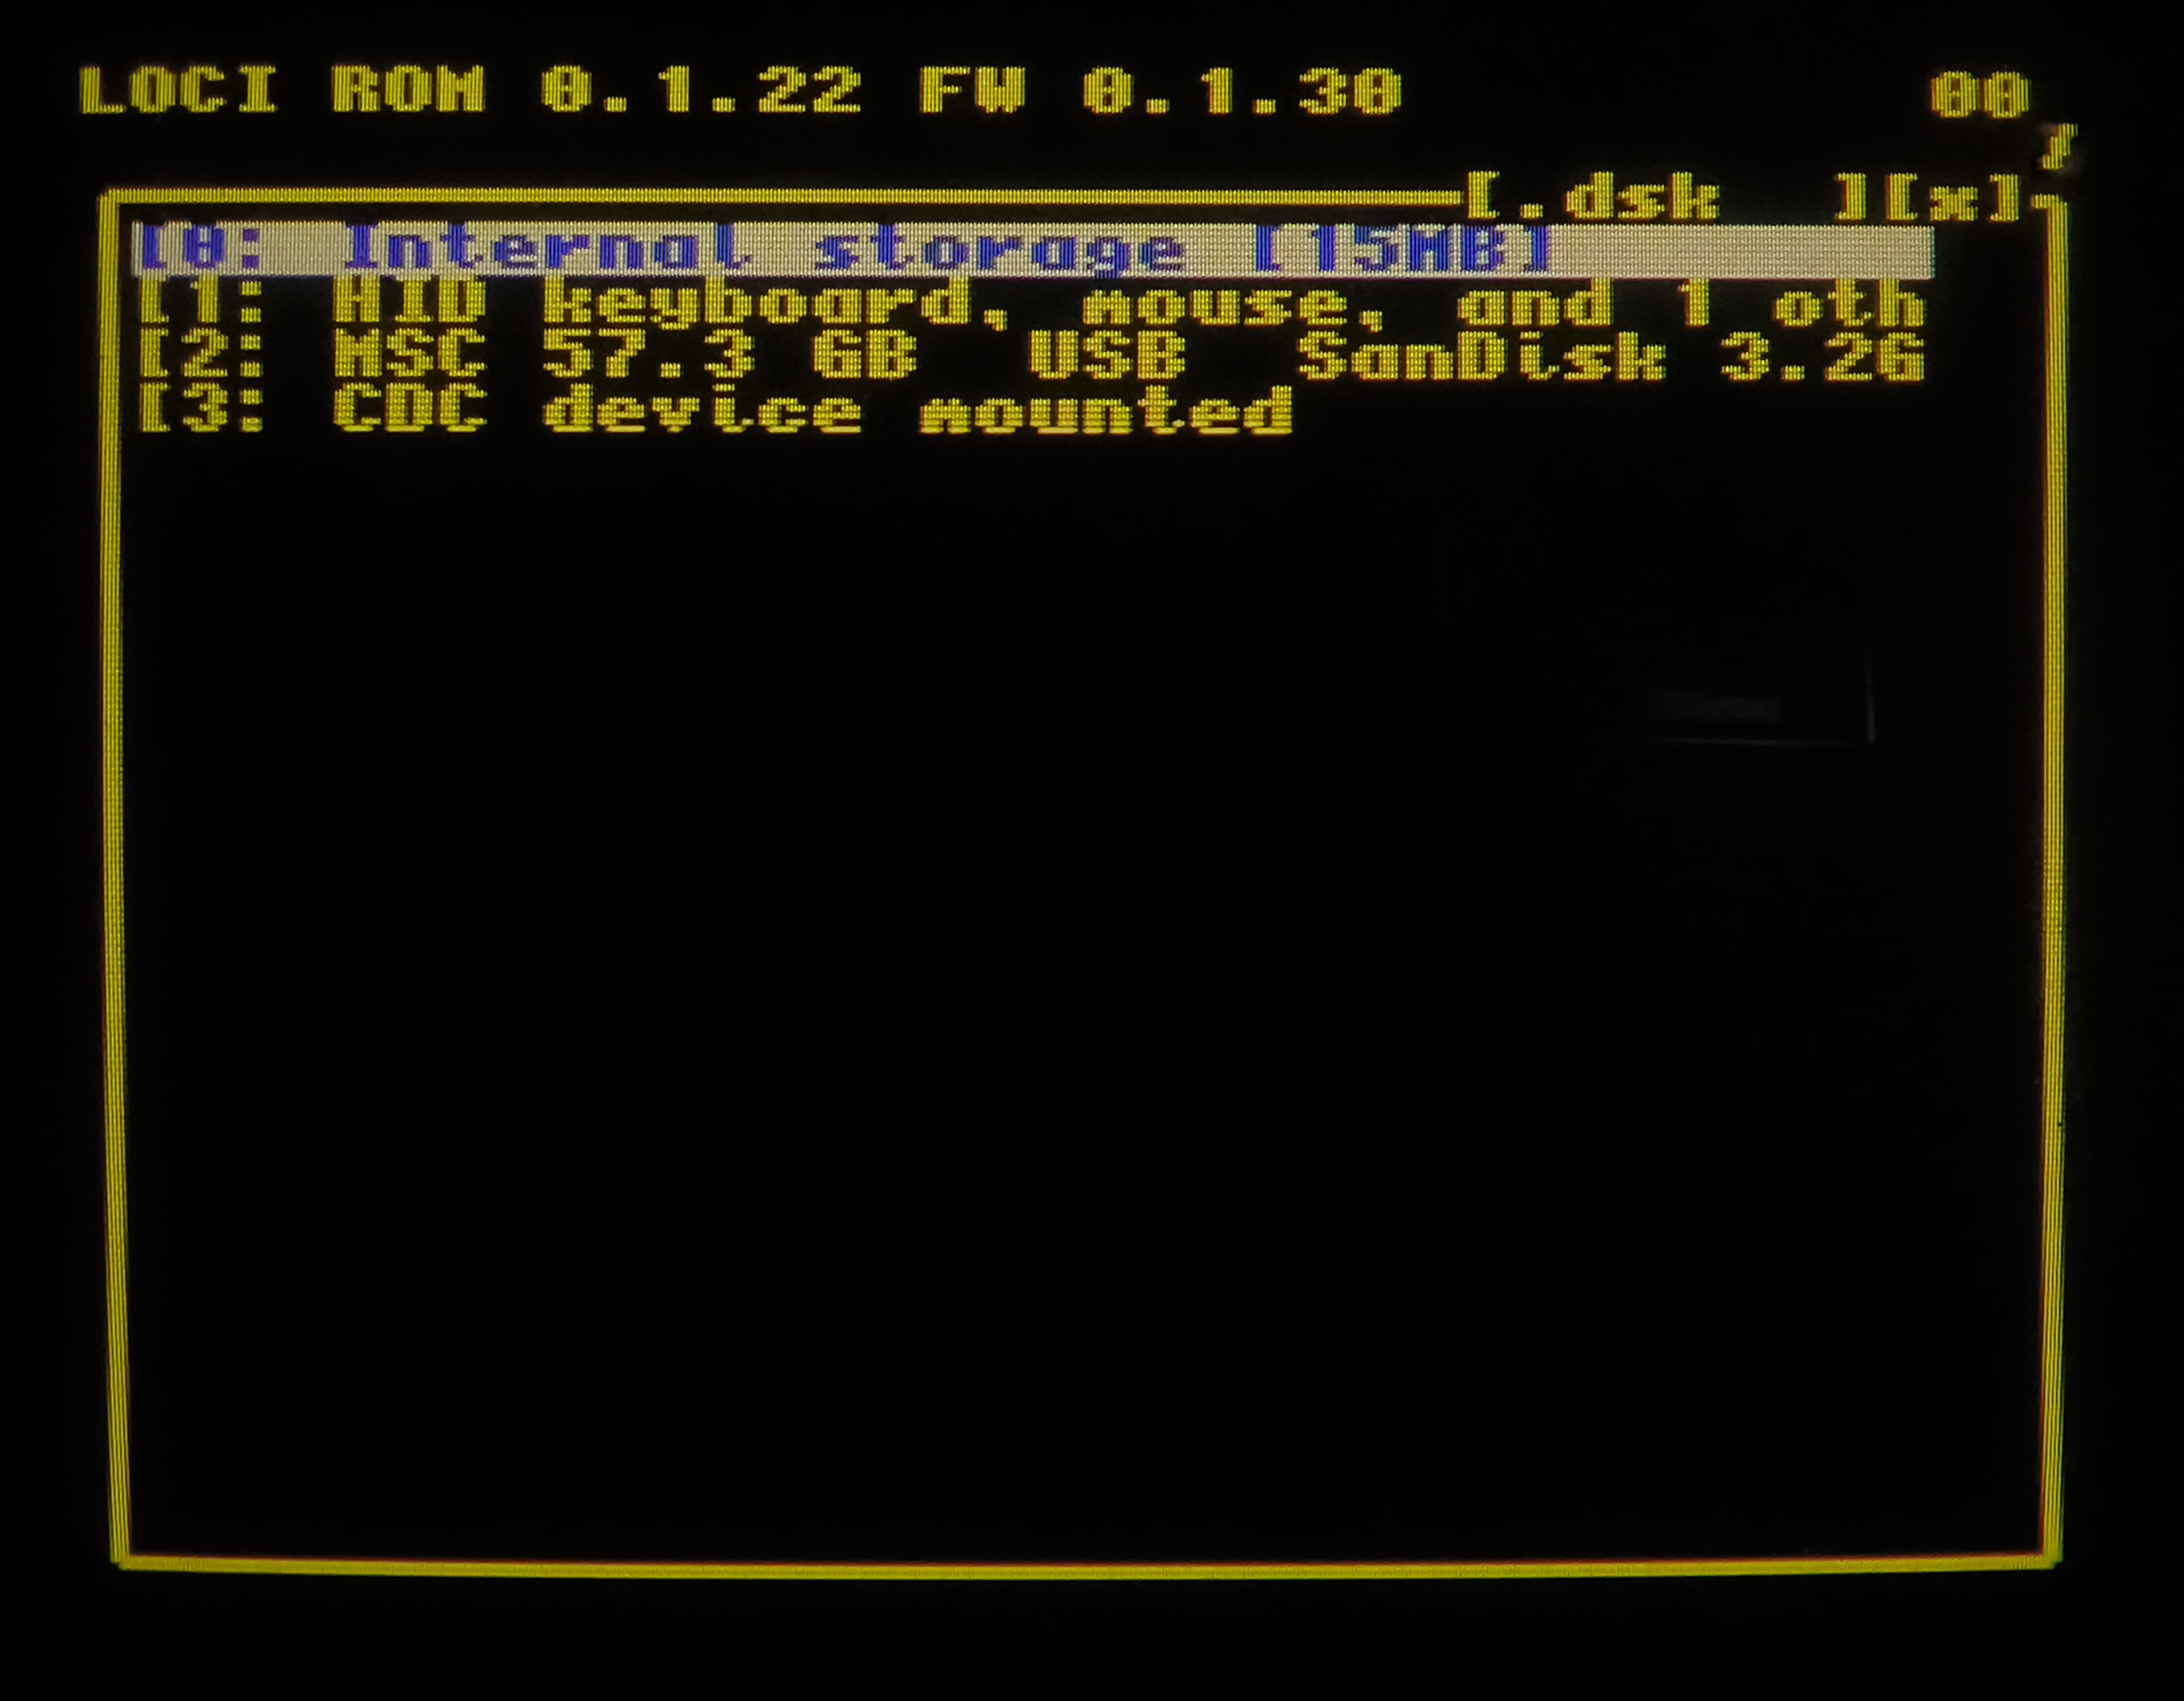 LOCI ROM 0.1.22 FW 0.1.30 00
[.dsk ][x]
[0: Internal storage [15MB]
[1: HID keyboard, mouse, and 1 oth
[2: MSC 57.3 GB USB SanDisk 3.2G
[3: CDC device mounted